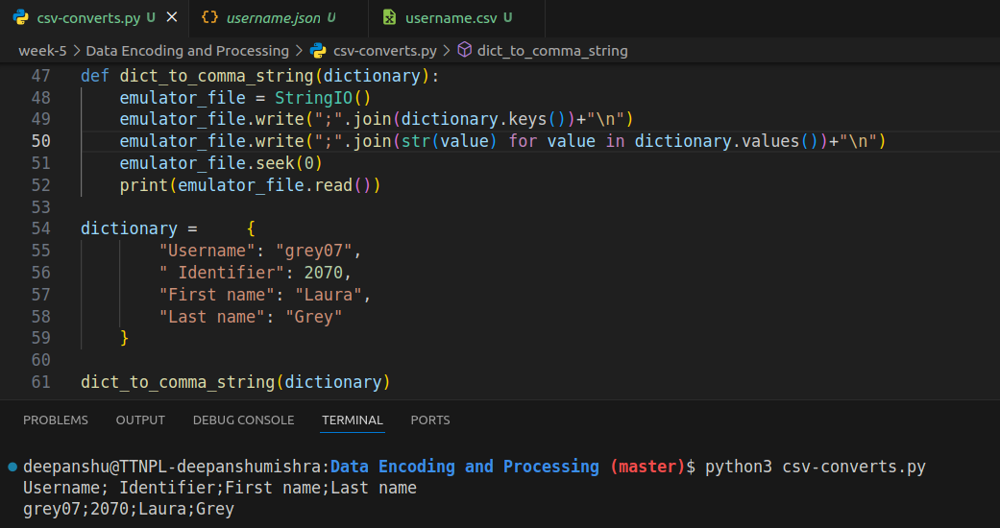 csv-converts.py U × {} username.json U username.csv U
week-5 > Data Encoding and Processing > csv-converts.py > dict_to_comma_string
47 def dict_to_comma_string(dictionary):
48     emulator_file = StringIO()
49     emulator_file.write(";".join(dictionary.keys())+"\n")
50     emulator_file.write(";".join(str(value) for value in dictionary.values())+"\n")
51     emulator_file.seek(0)
52     print(emulator_file.read())
53
54 dictionary =     {
55         "Username": "grey07",
56         " Identifier": 2070,
57         "First name": "Laura",
58         "Last name": "Grey"
59     }
60
61 dict_to_comma_string(dictionary)
PROBLEMS OUTPUT DEBUG CONSOLE TERMINAL PORTS
deepanshu@TTNPL-deepanshumishra:Data Encoding and Processing (master)$ python3 csv-converts.py
Username; Identifier;First name;Last name
grey07;2070;Laura;Grey